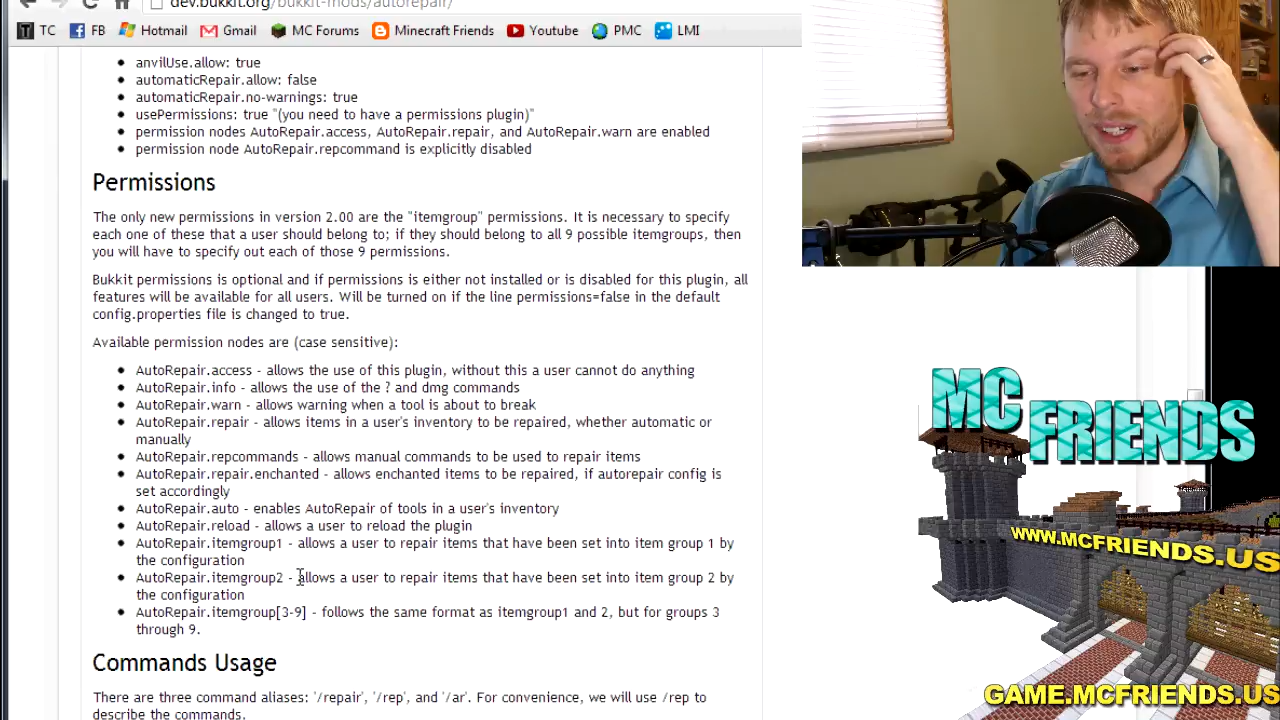 dev.bukkit.org/bukkit-mods/autorepair/
TC
FB
Hotmail
Gmail
MC Forums
Minecraft Friends
Youtube
PMC
LMI
anvilUse.allow: true
automaticRepair.allow: false
automaticRepair.no-warnings: true
true "(you need to have a permissions plugin)"
permission nodes AutoRepair.access, AutoRepair.repair, and AutoRepair.warn are enabled
permission node AutoRepair.repcommand is explicitly disabled
Permissions
The only new permissions in version 2.00 are the "itemgroup" permissions. It is necessary to specify
each one of these that a user should belong to; if they should belong to all 9 possible itemgroups, then
you will have to specify out each of those 9 permissions.
Bukkit permissions is optional and if permissions is either not installed or is disabled for this plugin, all
features will be available for all users. Will be turned on if the line permissions=false in the default
config.properties file is changed to true.
Available permission nodes are (case sensitive):
AutoRepair.access - allows the use of this plugin, without this a user cannot do anything
AutoRepair.info - allows the use of the ? and dmg commands
AutoRepair.warn - allows warning when a tool is about to break
AutoRepair.repair - allows items in a user's inventory to be repaired, whether automatic or
manually
AutoRepair.repcommands - allows manual commands to be used to repair items
AutoRepair.repair.enchanted - allows enchanted items to be repaired, if autorepair config is
set accordingly
AutoRepair.auto - enables AutoRepair of tools in a user's inventory
AutoRepair.reload - allows a user to reload the plugin
AutoRepair.itemgroup1 - allows a user to repair items that have been set into item group 1 by
the configuration
AutoRepair.itemgroup2 - allows a user to repair items that have been set into item group 2 by
the configuration
AutoRepair.itemgroup[3-9] - follows the same format as itemgroup1 and 2, but for groups 3
through 9.
Commands Usage
There are three command aliases: '/repair', '/rep', and '/ar'. For convenience, we will use /rep to
describe the commands.
MC
FRIENDS
WWW.MCFRIENDS.US
GAME.MCFRIENDS.US